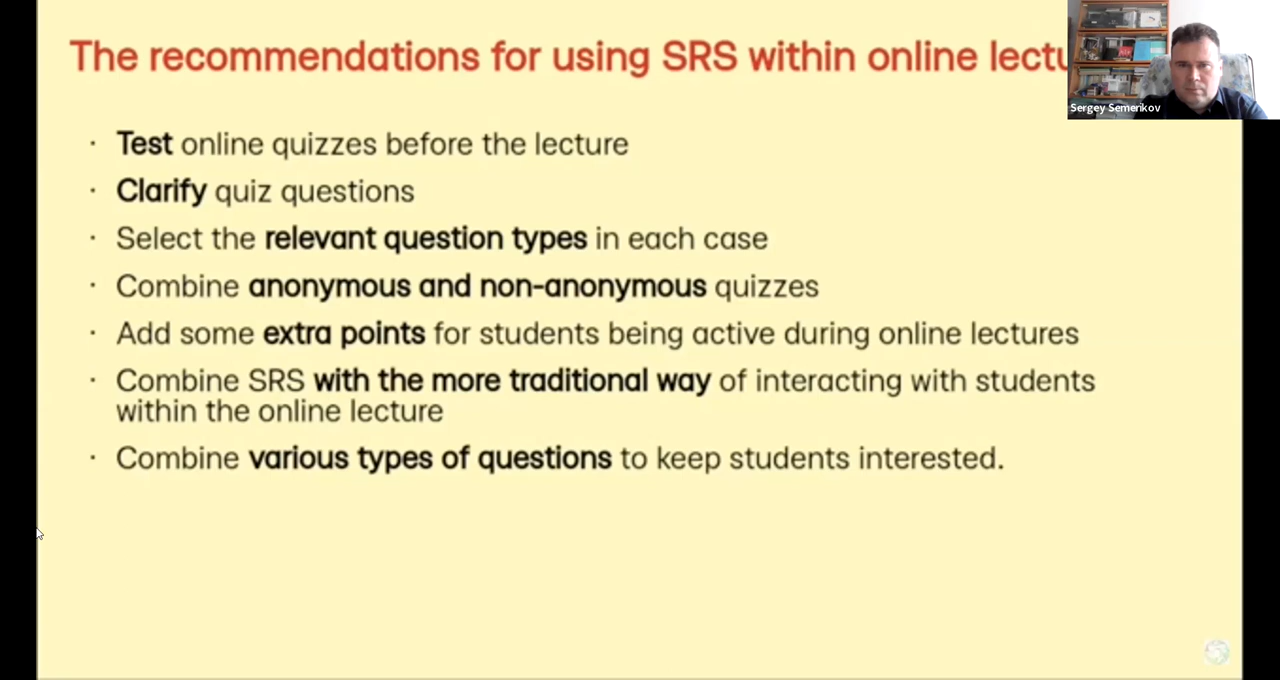 The recommendations for using SRS within online lectu
Sergey Semerikov
· Test online quizzes before the lecture
· Clarify quiz questions
· Select the relevant question types in each case
· Combine anonymous and non-anonymous quizzes
· Add some extra points for students being active during online lectures
· Combine SRS with the more traditional way of interacting with students
within the online lecture
· Combine various types of questions to keep students interested.